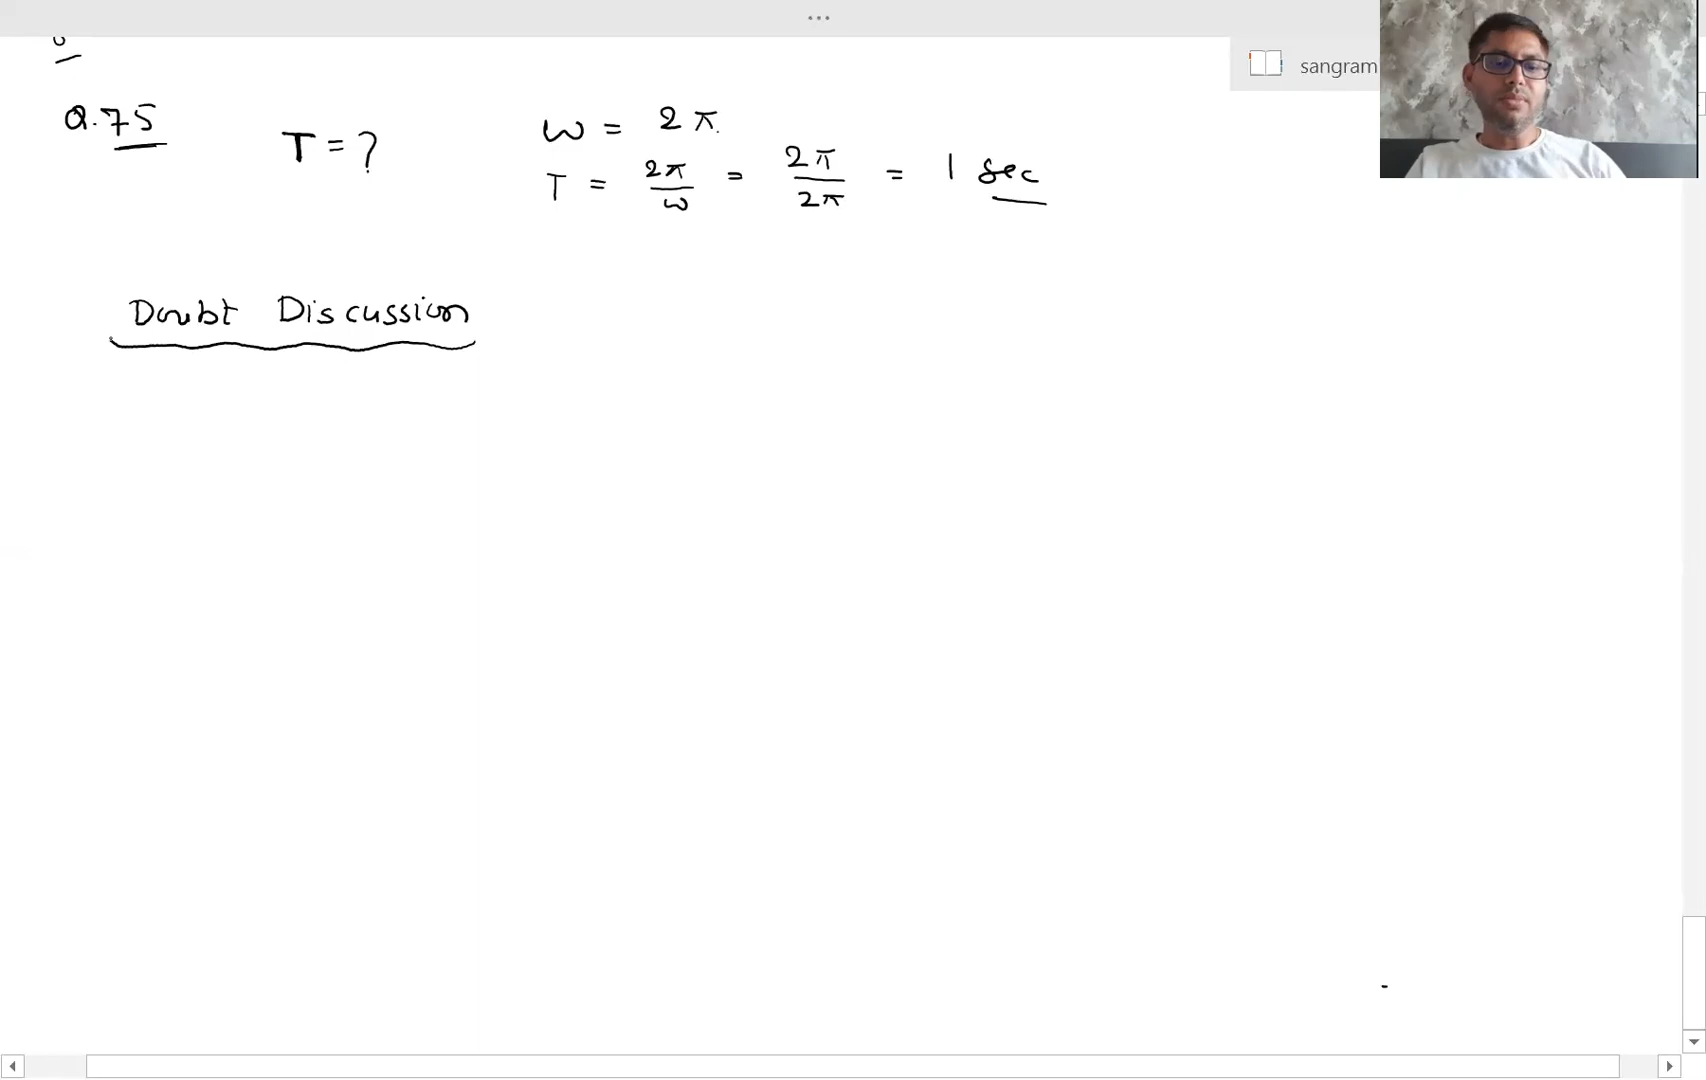 ...
sangram
Q.75
T = ?
ω = 2π
T = 2π/ω = 2π/2π = 1 sec
Doubt Discussion